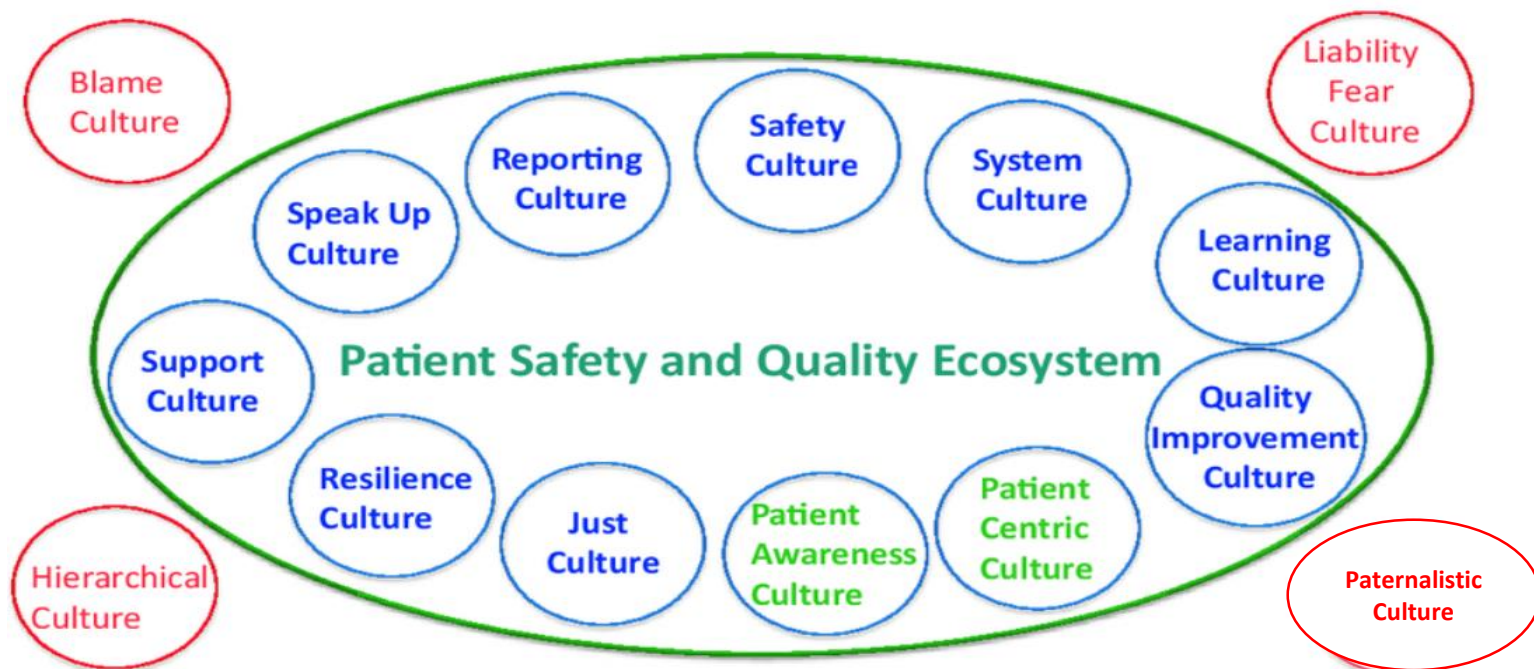 Blame
Culture
Liability
Fear
Culture
Safety
Culture
Reporting
Culture
System
Culture
Speak Up
Culture
Learning
Culture
Patient Safety and Quality Ecosystem
Support
Culture
Quality
Improvement
Culture
Resilience
Culture
Just
Culture
Patient
Awareness
Culture
Patient
Centric
Culture
Hierarchical
Culture
Paternalistic
Culture